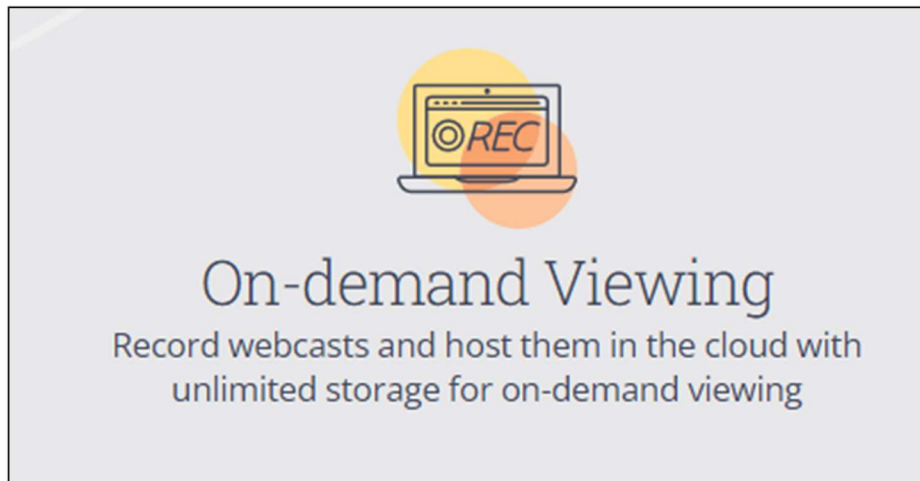 REC
On-demand Viewing
Record webcasts and host them in the cloud with
unlimited storage for on-demand viewing